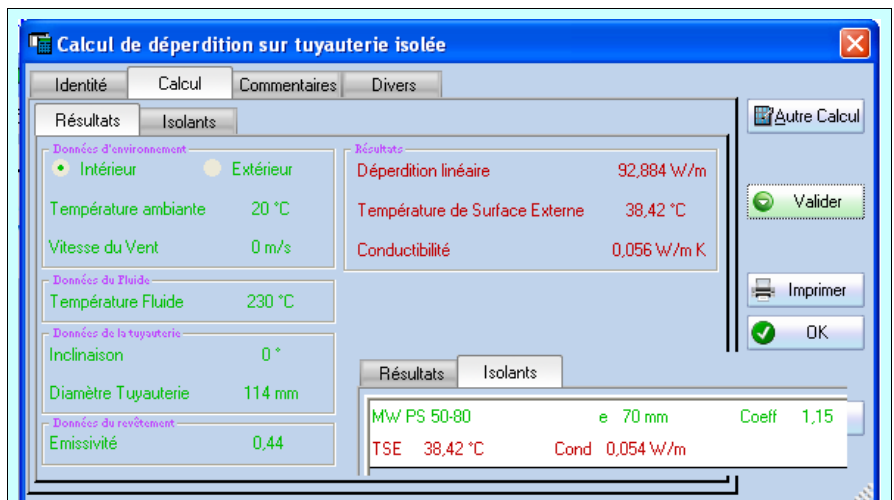 Calcul de déperdition sur tuyauterie isolée
Identité Calcul Commentaires Divers
Résultats Isolants
Données d'environnement
Intérieur Extérieur
Température ambiante 20 °C
Vitesse du Vent 0 m/s
Données du Fluide
Température Fluide 230 °C
Données de la tuyauterie
Inclinaison 0 °
Diamètre Tuyauterie 114 mm
Données du revêtement
Emissivité 0,44
Résultats
Déperdition linéaire 92,884 W/m
Température de Surface Externe 38,42 °C
Conductibilité 0,056 W/m K
Résultats Isolants
MW PS 50-80 e 70 mm Coeff 1,15
TSE 38,42 °C Cond 0,054 W/m
Autre Calcul
Valider
Imprimer
OK